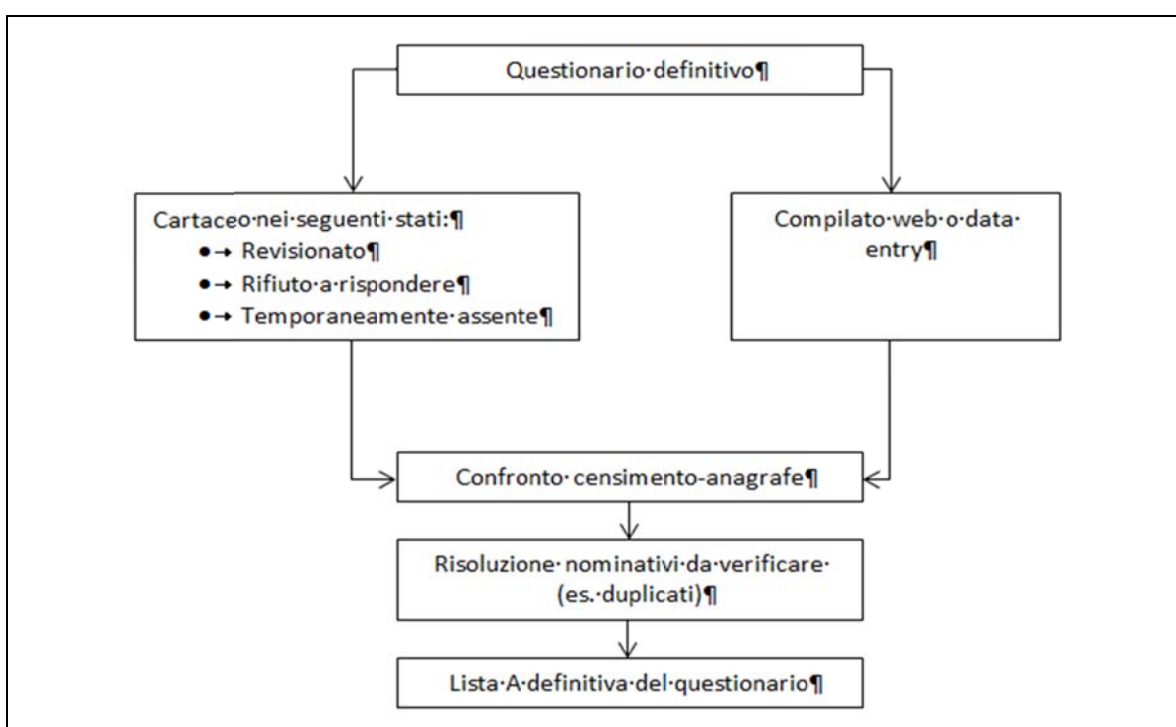 Questionario·definitivo¶
Cartaceo·nei·seguenti·stati:¶
●→ Revisionato¶
●→ Rifiuto·a·rispondere¶
●→ Temporaneamente·assente¶
Compilato·web·o·data·
entry¶
Confronto·censimento-anagrafe¶
Risoluzione·nominativi·da·verificare·
(es.·duplicati)¶
Lista·A·definitiva·del·questionario¶